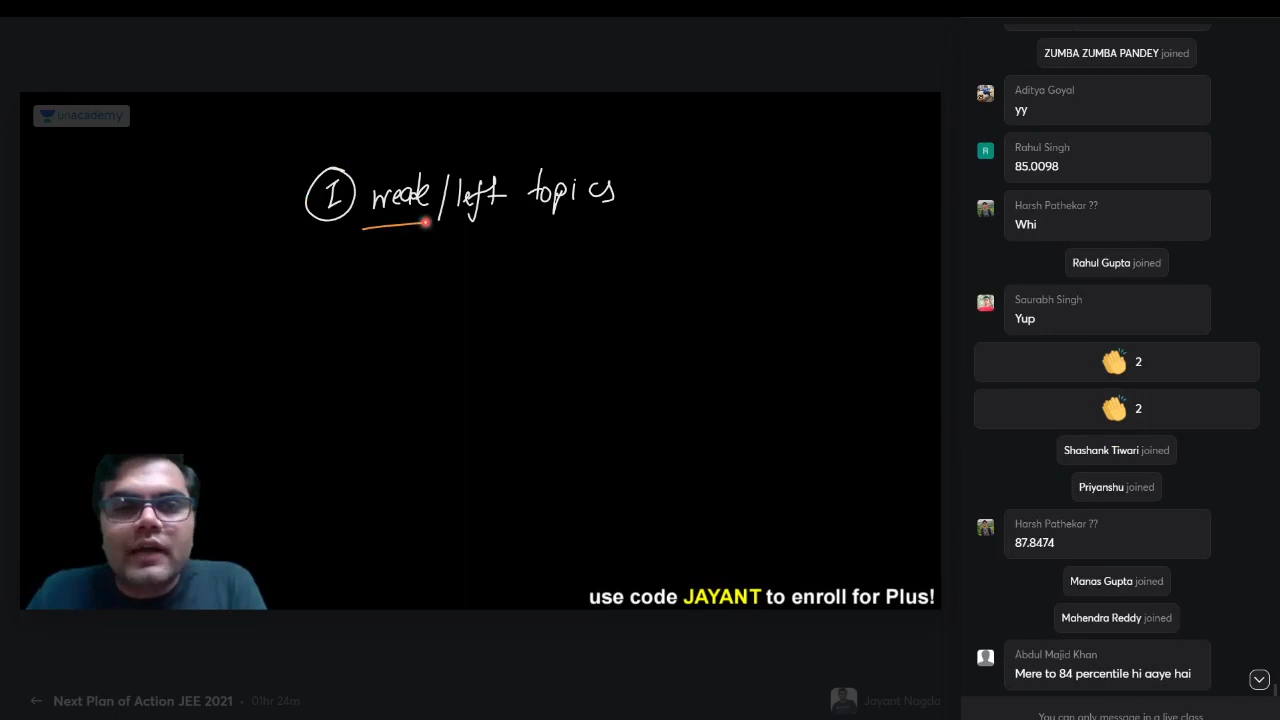 unacademy
I weak/left topics
use code JAYANT to enroll for Plus!
Next Plan of Action JEE 2021 • 01hr 24m
Jayant Nagda
ZUMBA ZUMBA PANDEY joined
Aditya Goyal
yy
R
Rahul Singh
85.0098
Harsh Pathekar ??
Whi
Rahul Gupta joined
Saurabh Singh
Yup
2
2
Shashank Tiwari joined
Priyanshu joined
Harsh Pathekar ??
87.8474
Manas Gupta joined
Mahendra Reddy joined
Abdul Majid Khan
Mere to 84 percentile hi aaye hai
You can only message in a live class